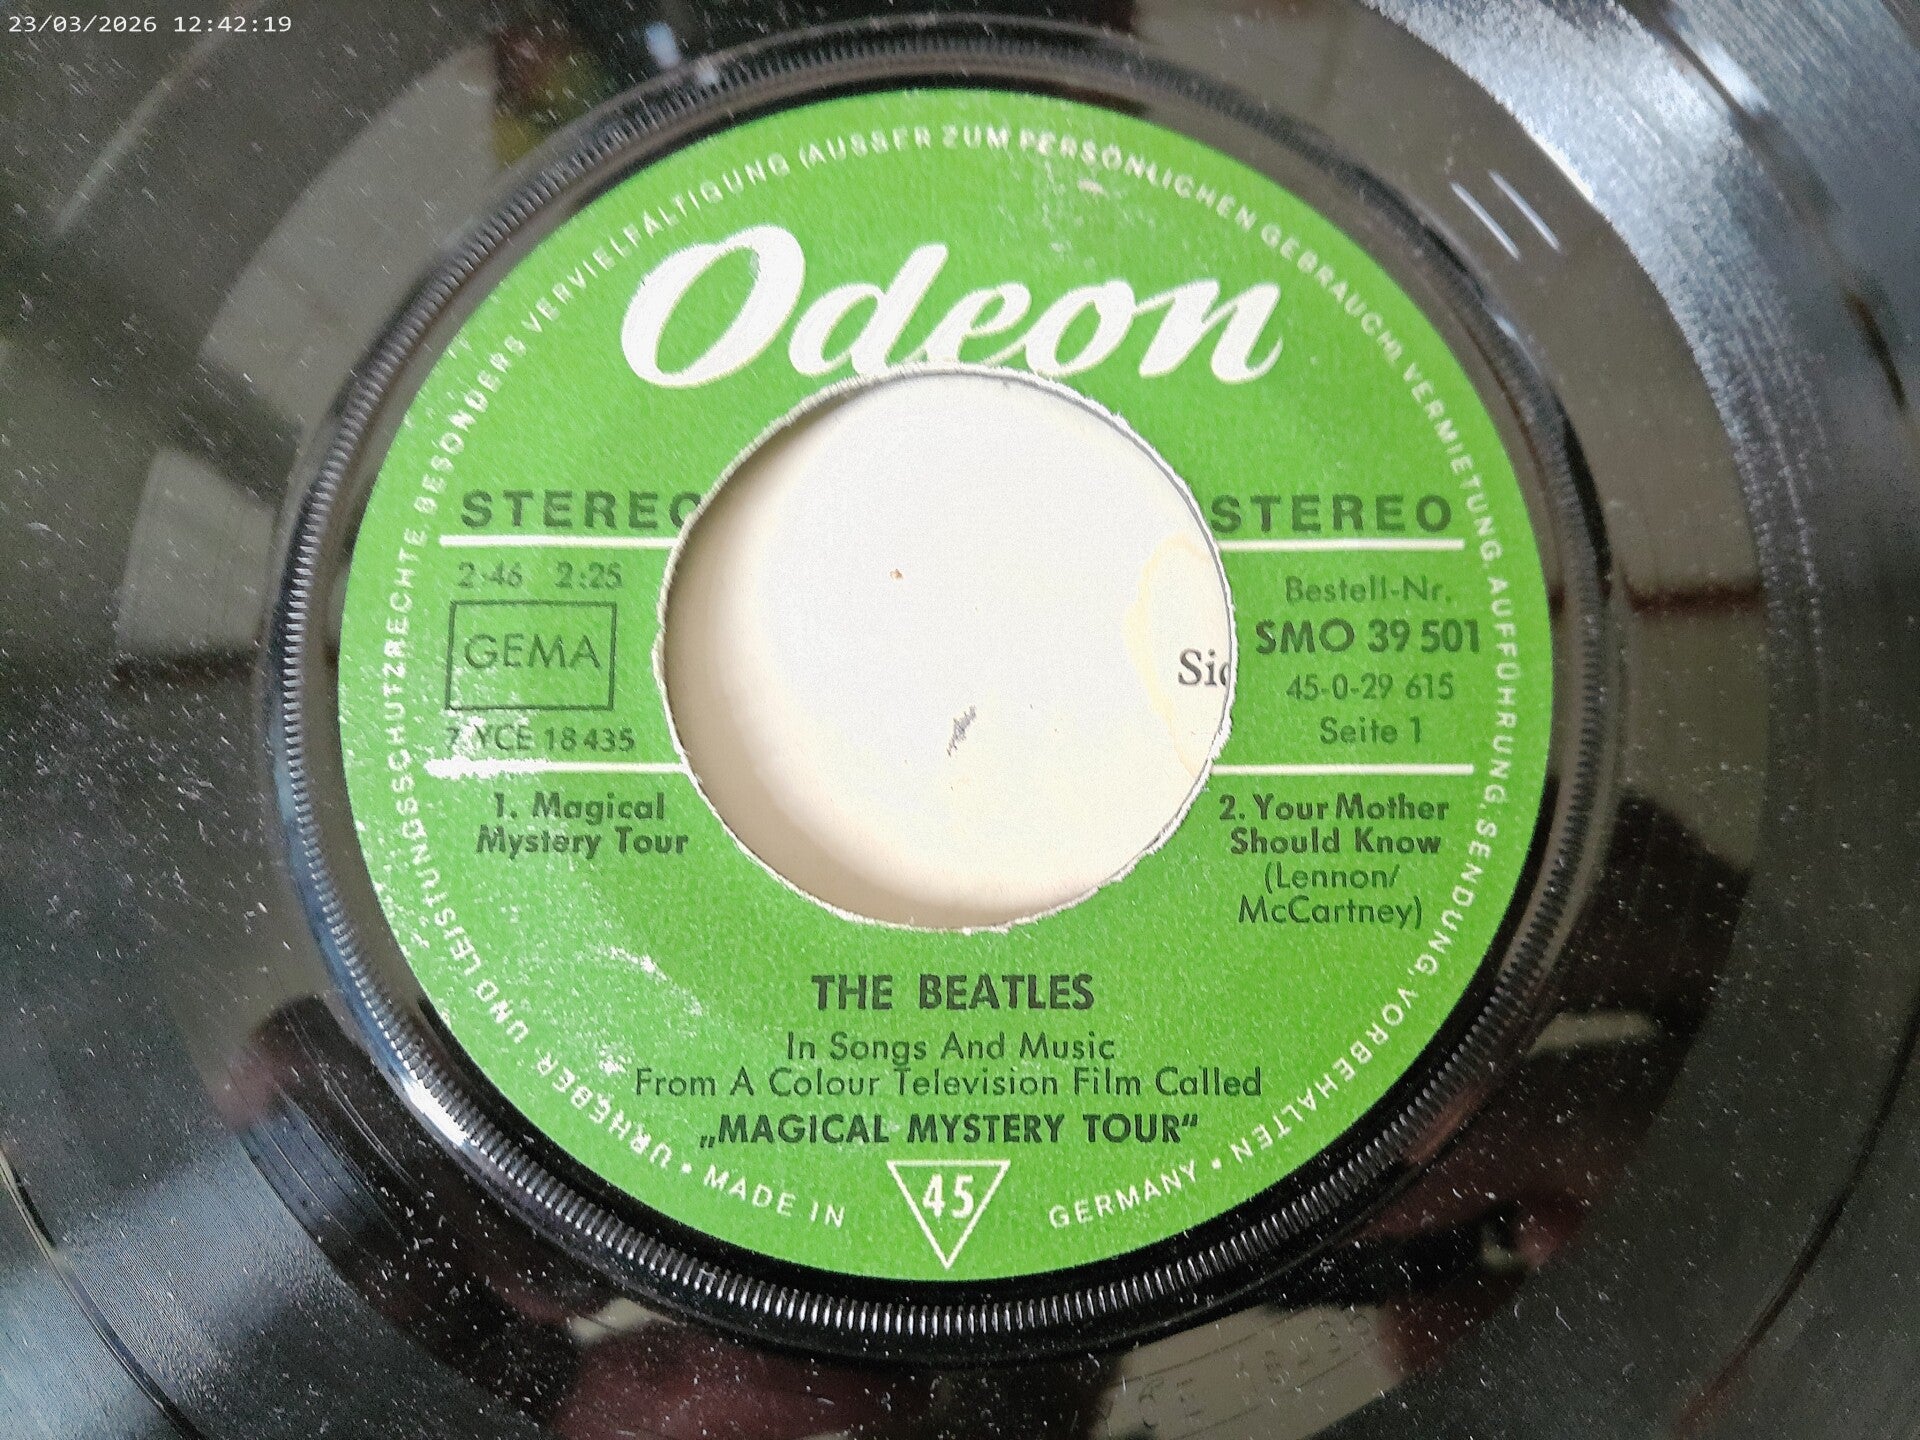 23/03/2026 12:42:19
URHEBER UND LEISTUNGSSCHUTZRECHTE BESONDERS VERVIELFÄLTIGUNG (AUSSER ZUM PERSÖNLICHEN GEBRAUCH), VERMIETUNG, AUFFÜHRUNG, SENDUNG, VORBEHALTEN •
Odeon
STEREO STEREO
2:46 2:25
GEMA
7 YCE 18 435
Bestell-Nr.
SMO 39 501
45-0-29 615
Seite 1
Sid
1. Magical
Mystery Tour
2. Your Mother
Should Know
(Lennon/
McCartney)
THE BEATLES
In Songs And Music
From A Colour Television Film Called
„MAGICAL MYSTERY TOUR“
• MADE IN 45 GERMANY